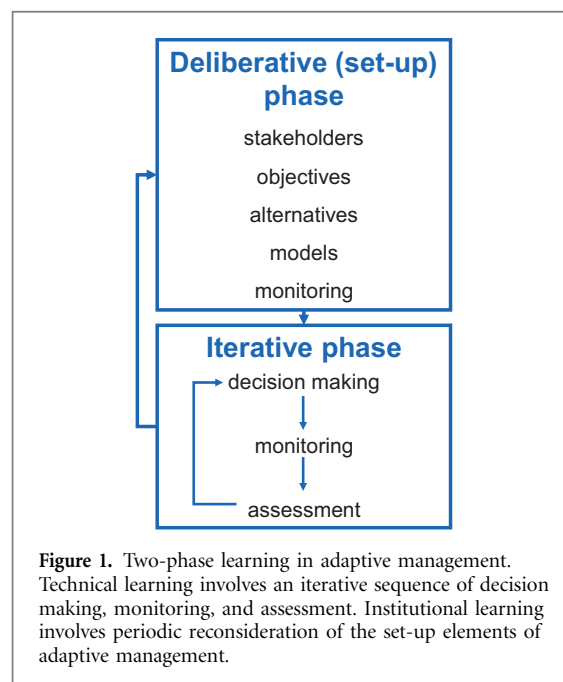 Deliberative (set-up)
phase
stakeholders
objectives
alternatives
models
monitoring
Iterative phase
decision making
monitoring
assessment
Figure 1. Two-phase learning in adaptive management.
Technical learning involves an iterative sequence of decision
making, monitoring, and assessment. Institutional learning
involves periodic reconsideration of the set-up elements of
adaptive management.